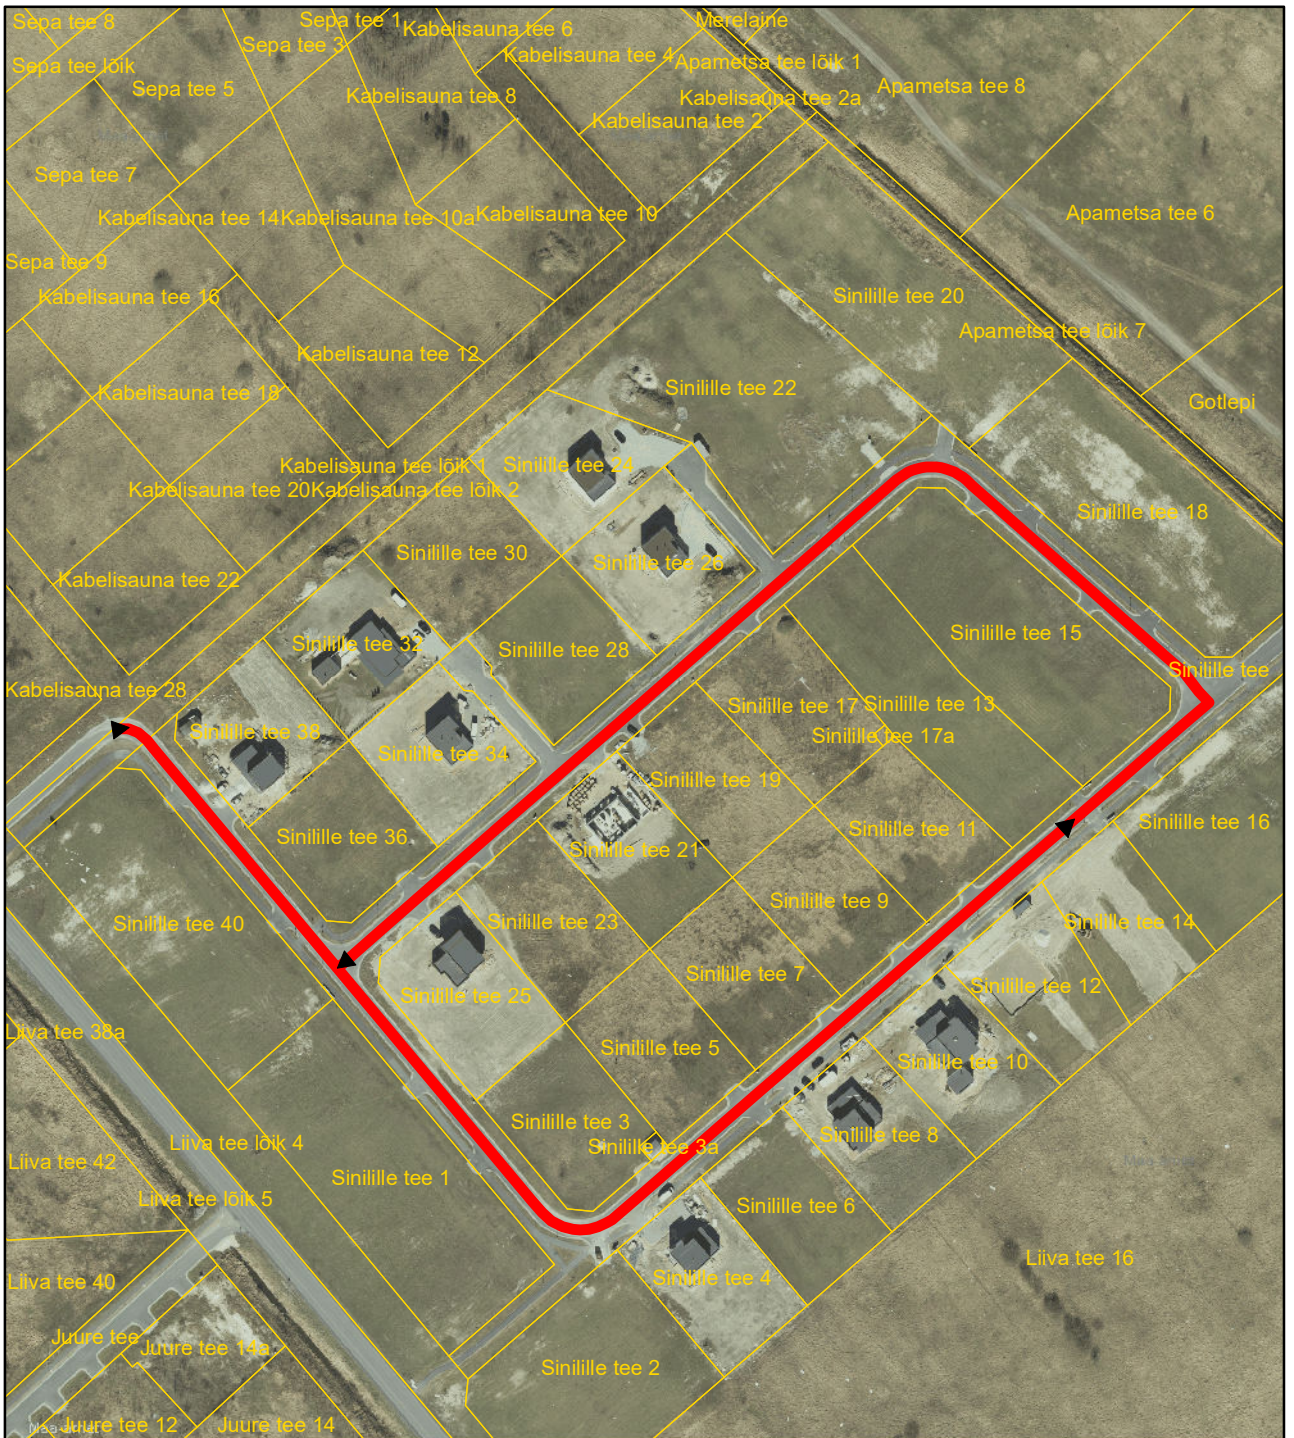 Sepa tee 8
Sepa tee 1
Kabelisauna tee 6
Merelaine
Sepa tee 3
Kabelisauna tee 4
Apametsa tee lõik 1
Sepa tee lõik
Sepa tee 5
Kabelisauna tee 8
Kabelisauna tee 2a
Apametsa tee 8
Kabelisauna tee 2
Sepa tee 7
Kabelisauna tee 14
Kabelisauna tee 10a
Kabelisauna tee 10
Apametsa tee 6
Sepa tee 9
Kabelisauna tee 16
Sinilille tee 20
Apametsa tee lõik 7
Kabelisauna tee 12
Kabelisauna tee 18
Sinilille tee 22
Gotlepi
Kabelisauna tee lõik 1
Sinilille tee 24
Kabelisauna tee 20
Kabelisauna tee lõik 2
Sinilille tee 18
Sinilille tee 30
Sinilille tee 26
Kabelisauna tee 22
Sinilille tee 15
Sinilille tee 32
Sinilille tee 28
Sinilille tee
Kabelisauna tee 28
Sinilille tee 17
Sinilille tee 13
Sinilille tee 38
Sinilille tee 17a
Sinilille tee 34
Sinilille tee 19
Sinilille tee 16
Sinilille tee 36
Sinilille tee 11
Sinilille tee 21
Sinilille tee 9
Sinilille tee 40
Sinilille tee 23
Sinilille tee 14
Sinilille tee 7
Sinilille tee 12
Sinilille tee 25
Liiva tee 38a
Sinilille tee 5
Sinilille tee 10
Sinilille tee 3
Sinilille tee 8
Liiva tee lõik 4
Sinilille tee 3a
Liiva tee 42
Sinilille tee 1
Liiva tee lõik 5
Sinilille tee 6
Liiva tee 16
Liiva tee 40
Sinilille tee 4
Juure tee
Juure tee 14a
Sinilille tee 2
Juure tee 12
Juure tee 14